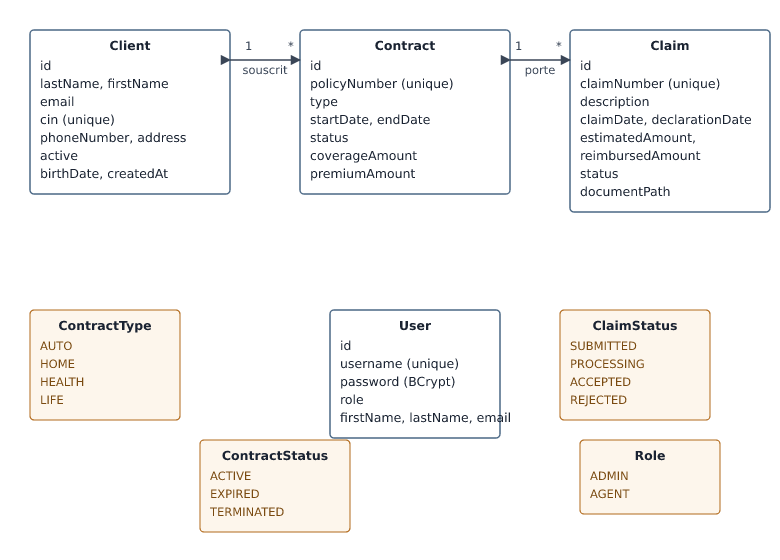 Client
id
lastName, firstName
email
cin (unique)
phoneNumber, address
active
birthDate, createdAt
1
*
souscrit
Contract
id
policyNumber (unique)
type
startDate, endDate
status
coverageAmount
premiumAmount
1
*
porte
Claim
id
claimNumber (unique)
description
claimDate, declarationDate
estimatedAmount,
reimbursedAmount
status
documentPath
ContractType
AUTO
HOME
HEALTH
LIFE
User
id
username (unique)
password (BCrypt)
role
firstName, lastName, email
ClaimStatus
SUBMITTED
PROCESSING
ACCEPTED
REJECTED
ContractStatus
ACTIVE
EXPIRED
TERMINATED
Role
ADMIN
AGENT